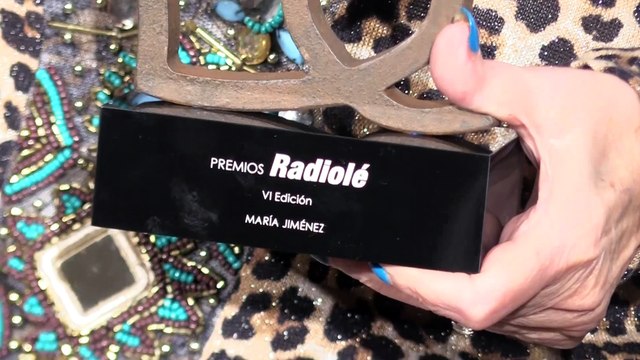 PREMIOS Radiolé
VI Edición
MARÍA JIMÉNEZ